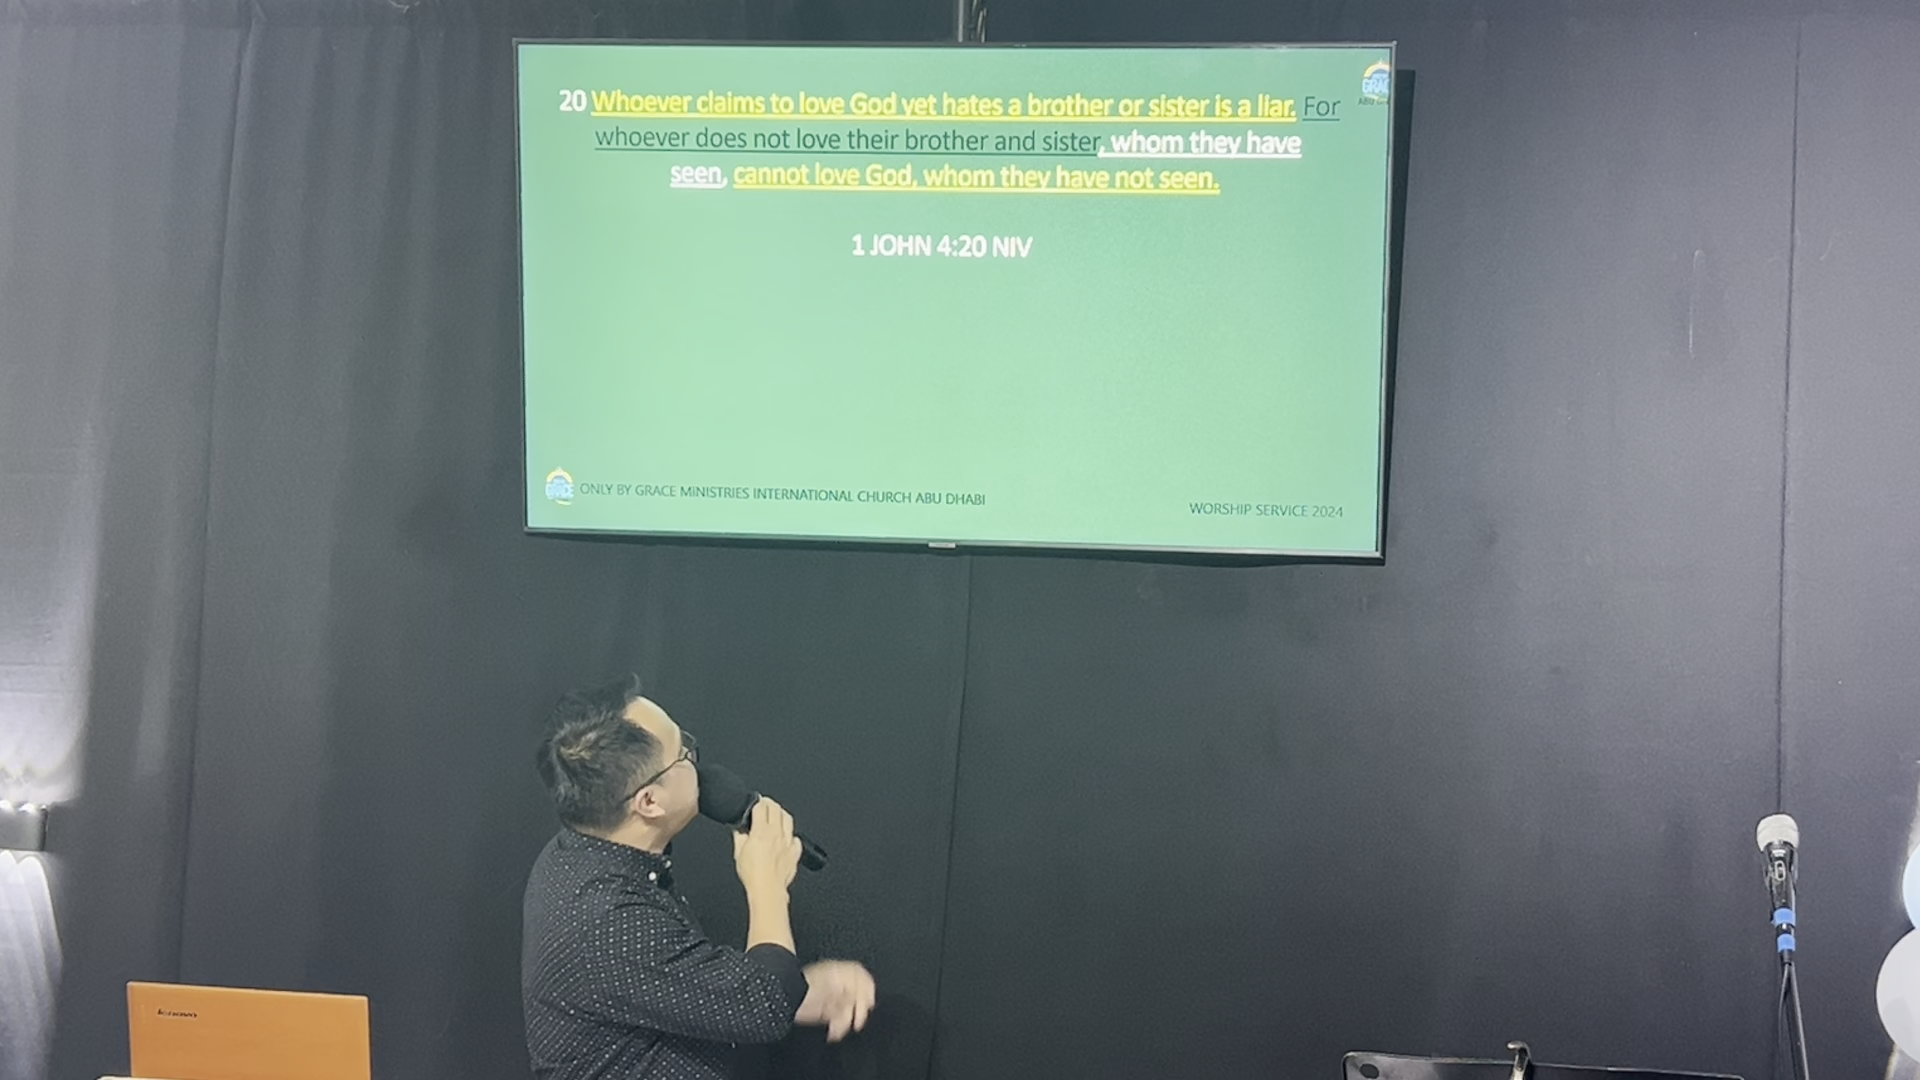 20 Whoever claims to love God yet hates a brother or sister is a liar. For
whoever does not love their brother and sister, whom they have
seen, cannot love God, whom they have not seen.
1 JOHN 4:20 NIV
GRACE
ONLY BY GRACE MINISTRIES INTERNATIONAL CHURCH ABU DHABI
WORSHIP SERVICE 2024
lenovo